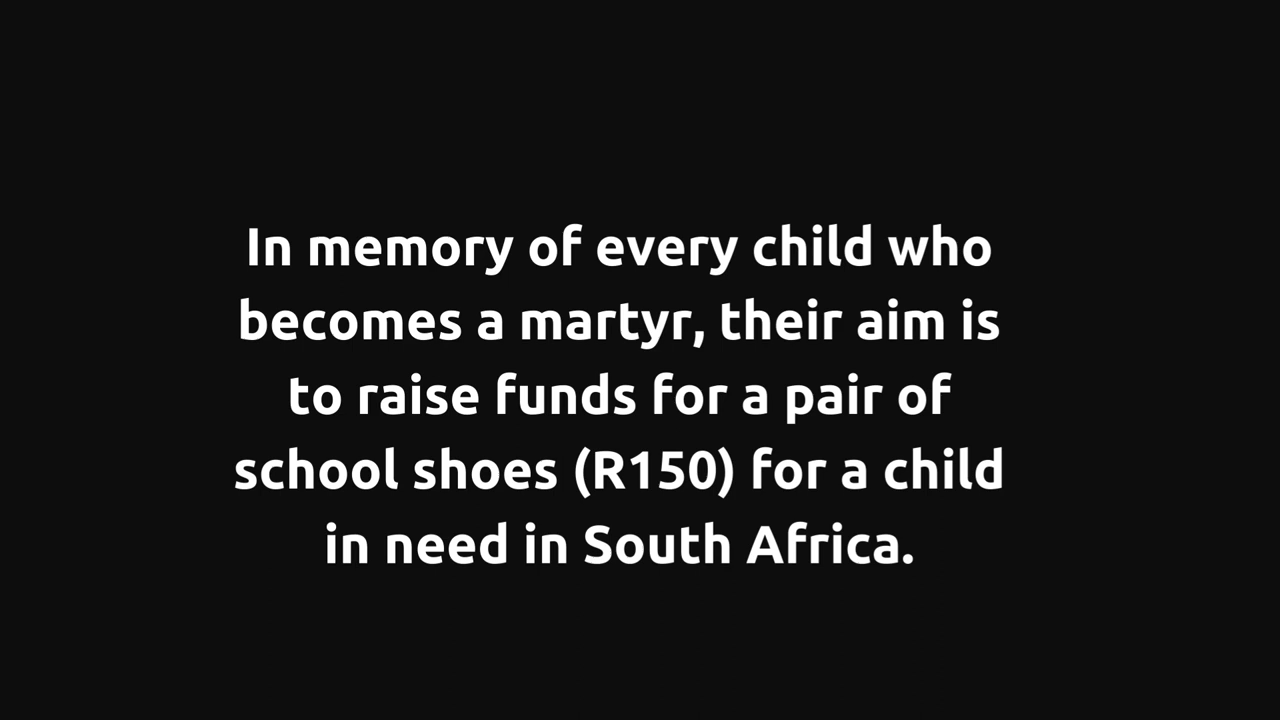 In memory of every child who
becomes a martyr, their aim is
to raise funds for a pair of
school shoes (R150) for a child
in need in South Africa.